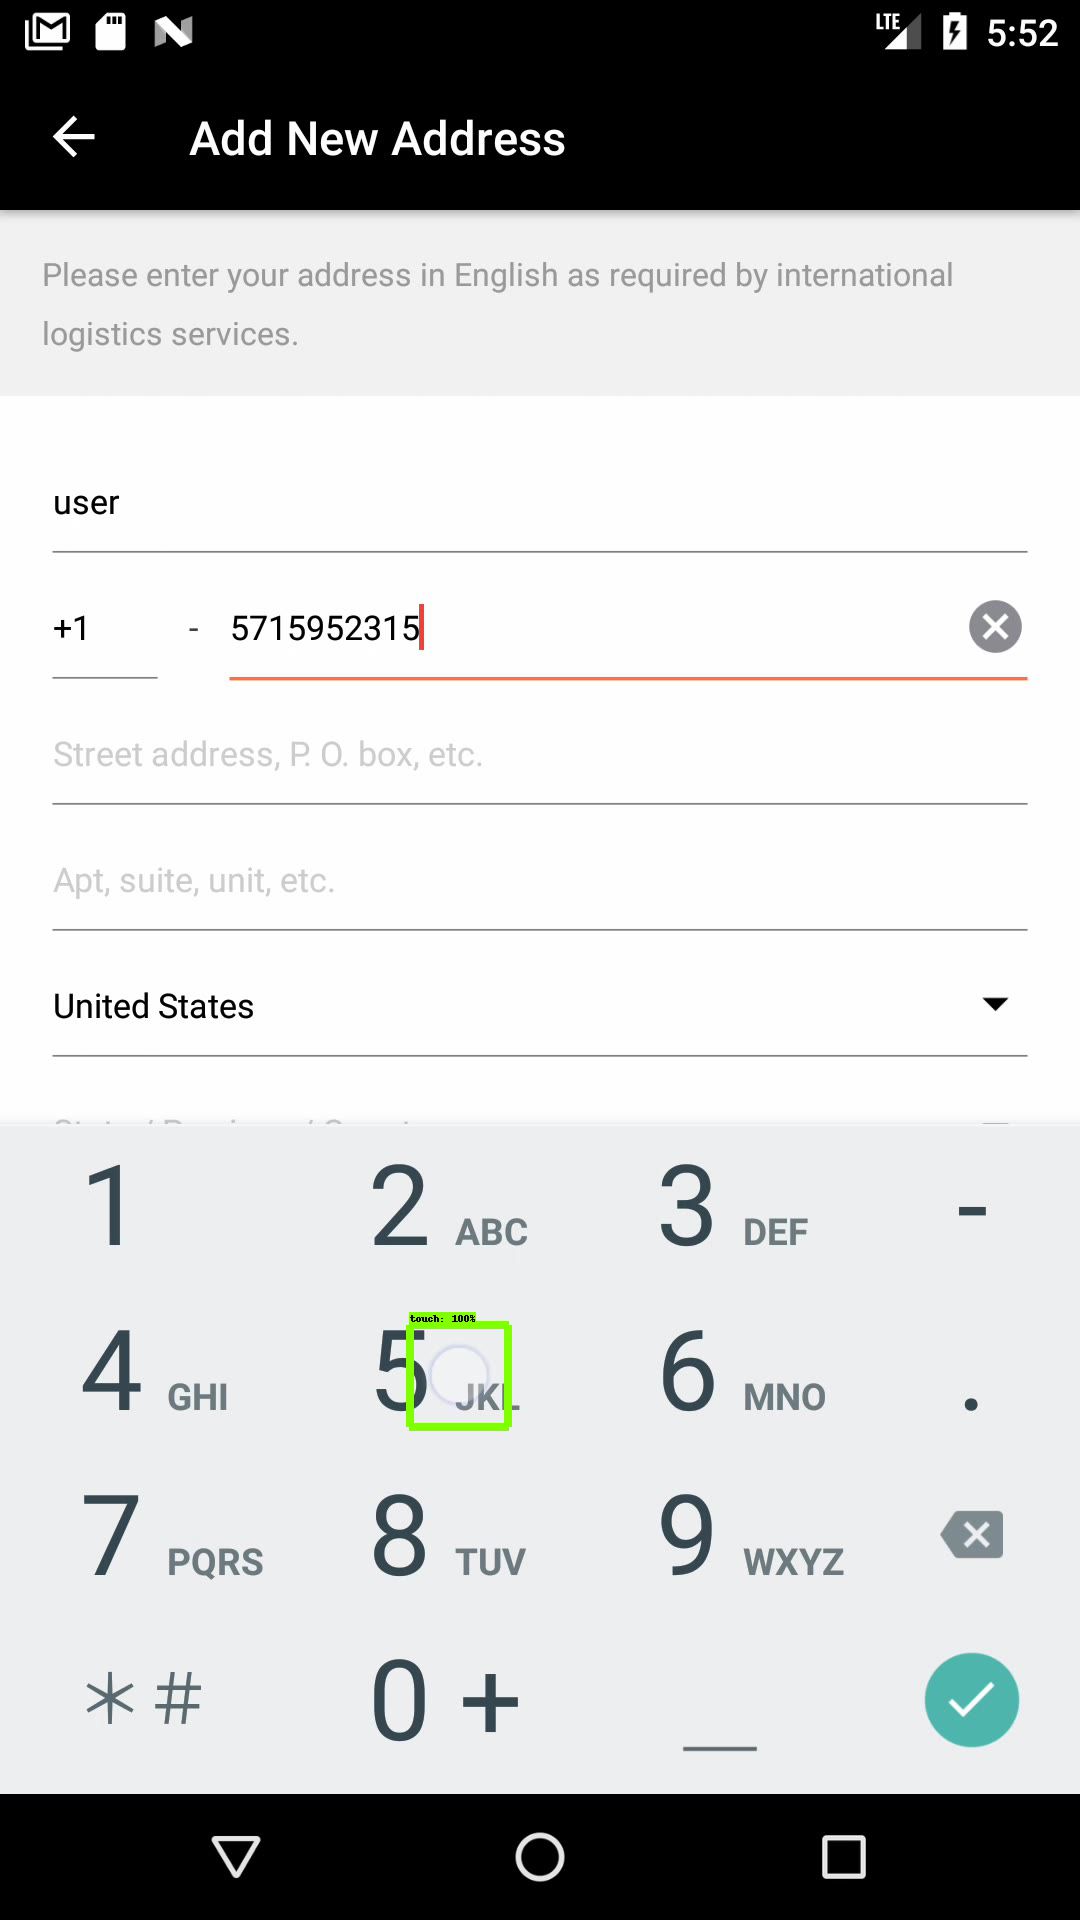 LTE 5:52
Add New Address
Please enter your address in English as required by international
logistics services.
user
+1 - 5715952315
Street address, P. O. box, etc.
Apt, suite, unit, etc.
United States
1 2 ABC 3 DEF -
touch: 100%
4 GHI 5 JKL 6 MNO .
7 PQRS 8 TUV 9 WXYZ
* # 0 + _